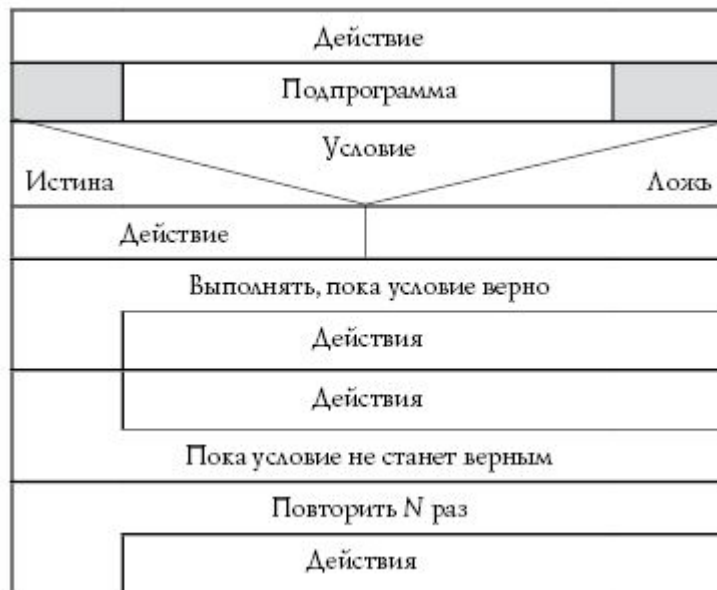 Действие
Подпрограмма
Условие
Истина
Ложь
Действие
Выполнять, пока условие верно
Действия
Действия
Пока условие не станет верным
Повторить N раз
Действия